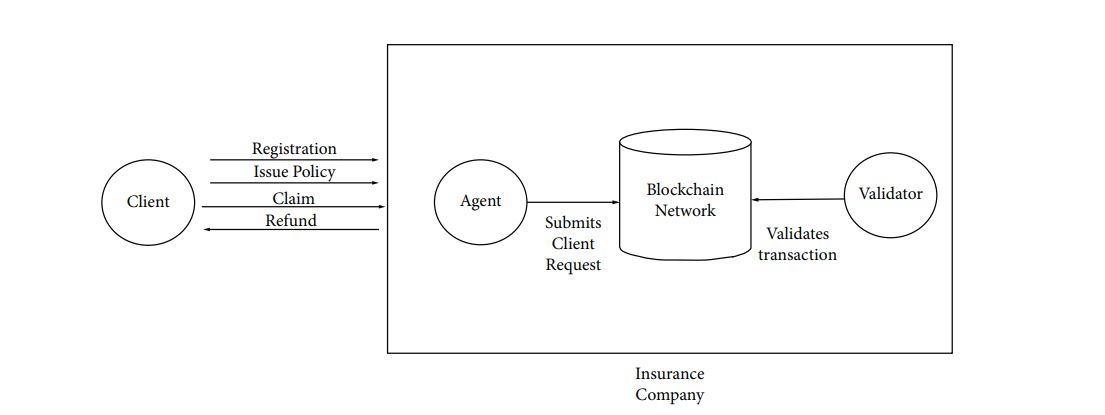 Registration
Issue Policy
Claim
Refund
Client
Agent
Submits
Client
Request
Blockchain
Network
Validator
Validates
transaction
Insurance
Company